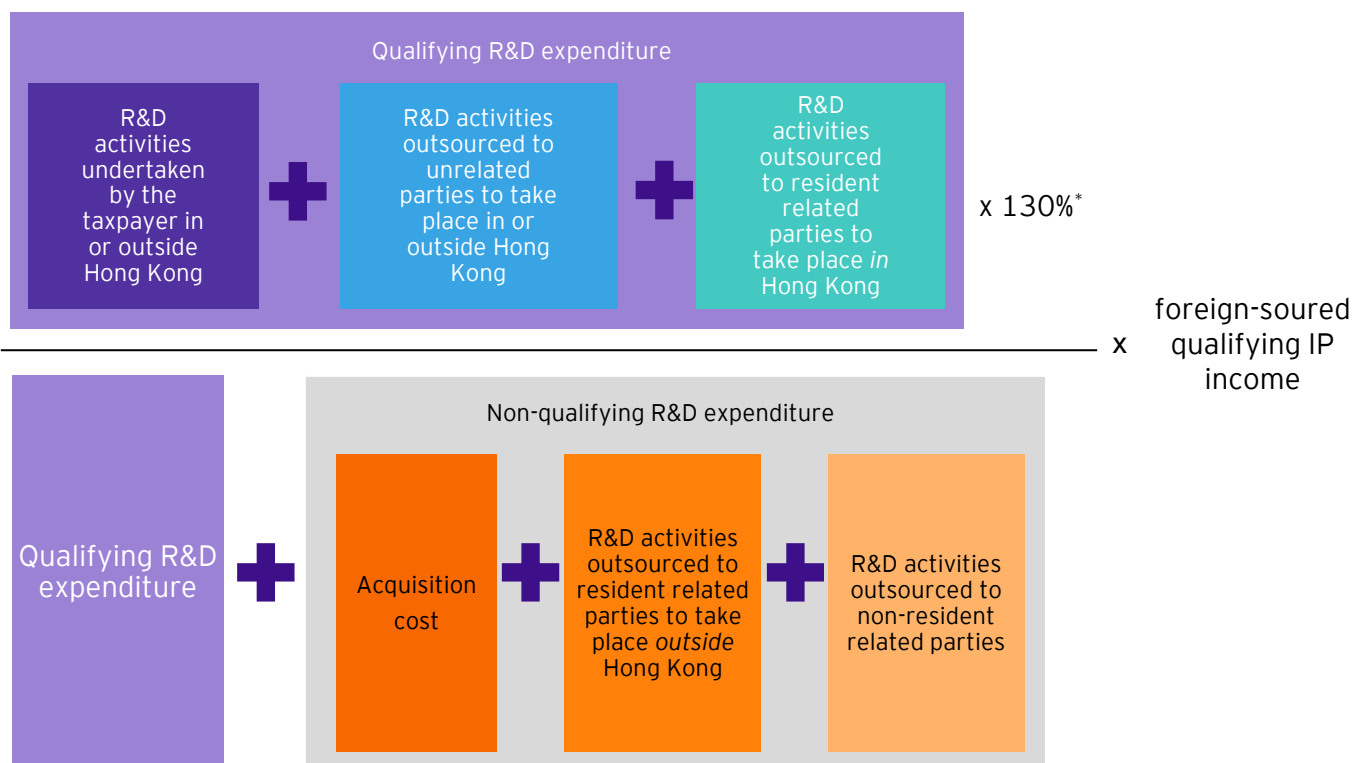 Qualifying R&D expenditure
R&D
activities
undertaken
by the
taxpayer in
or outside
Hong Kong
R&D activities
outsourced to
unrelated
parties to take
place in or
outside Hong
Kong
R&D
activities
outsourced
to resident
related
parties to
take place in
Hong Kong
x 130%*
x
foreign-soured
qualifying IP
income
Qualifying R&D
expenditure
Non-qualifying R&D expenditure
Acquisition
cost
R&D activities
outsourced to
resident related
parties to take
place outside
Hong Kong
R&D activities
outsourced to
non-resident
related parties